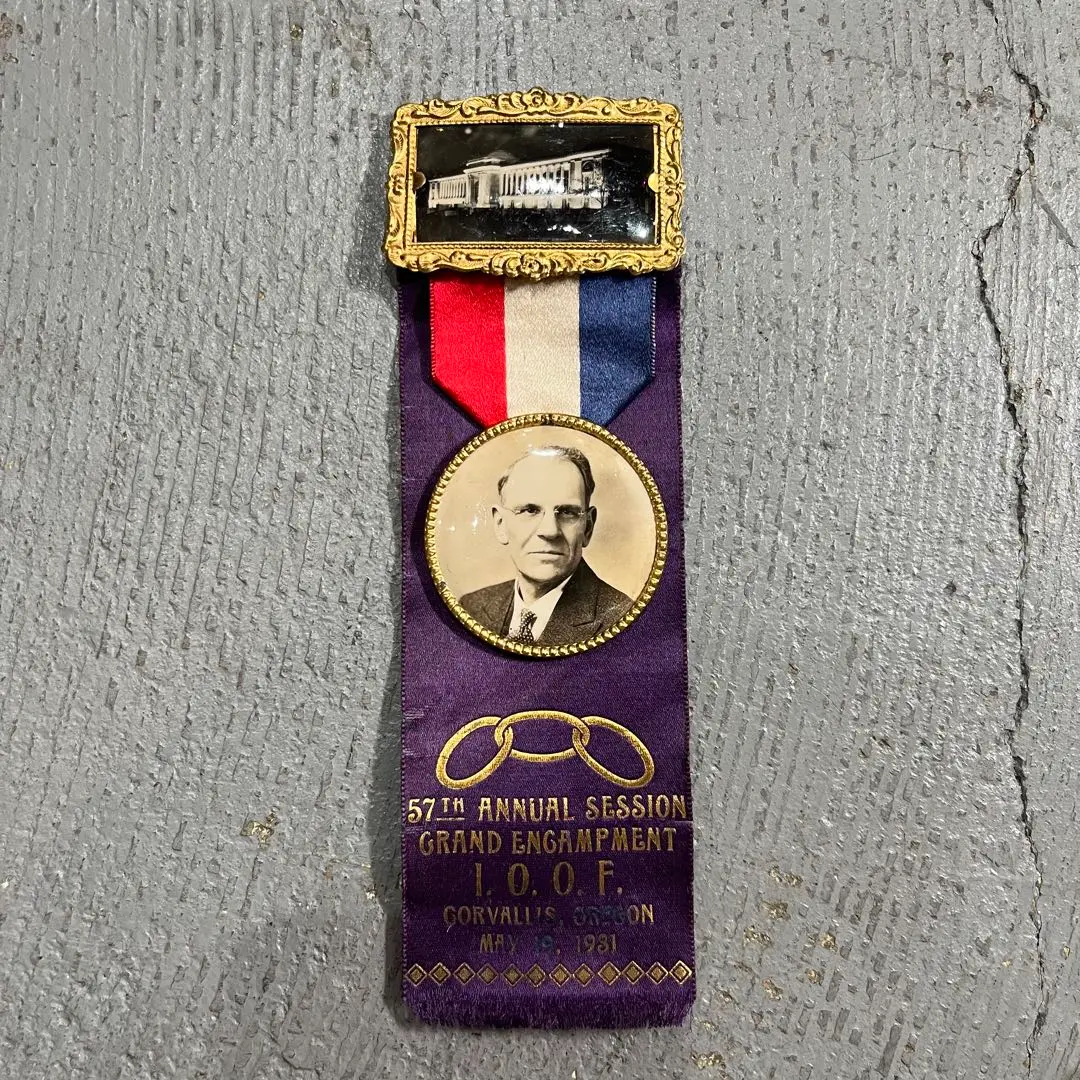 57TH ANNUAL SESSION
GRAND ENCAMPMENT
I. O. O. F.
CORVALLIS, OREGON
MAY 19, 1931